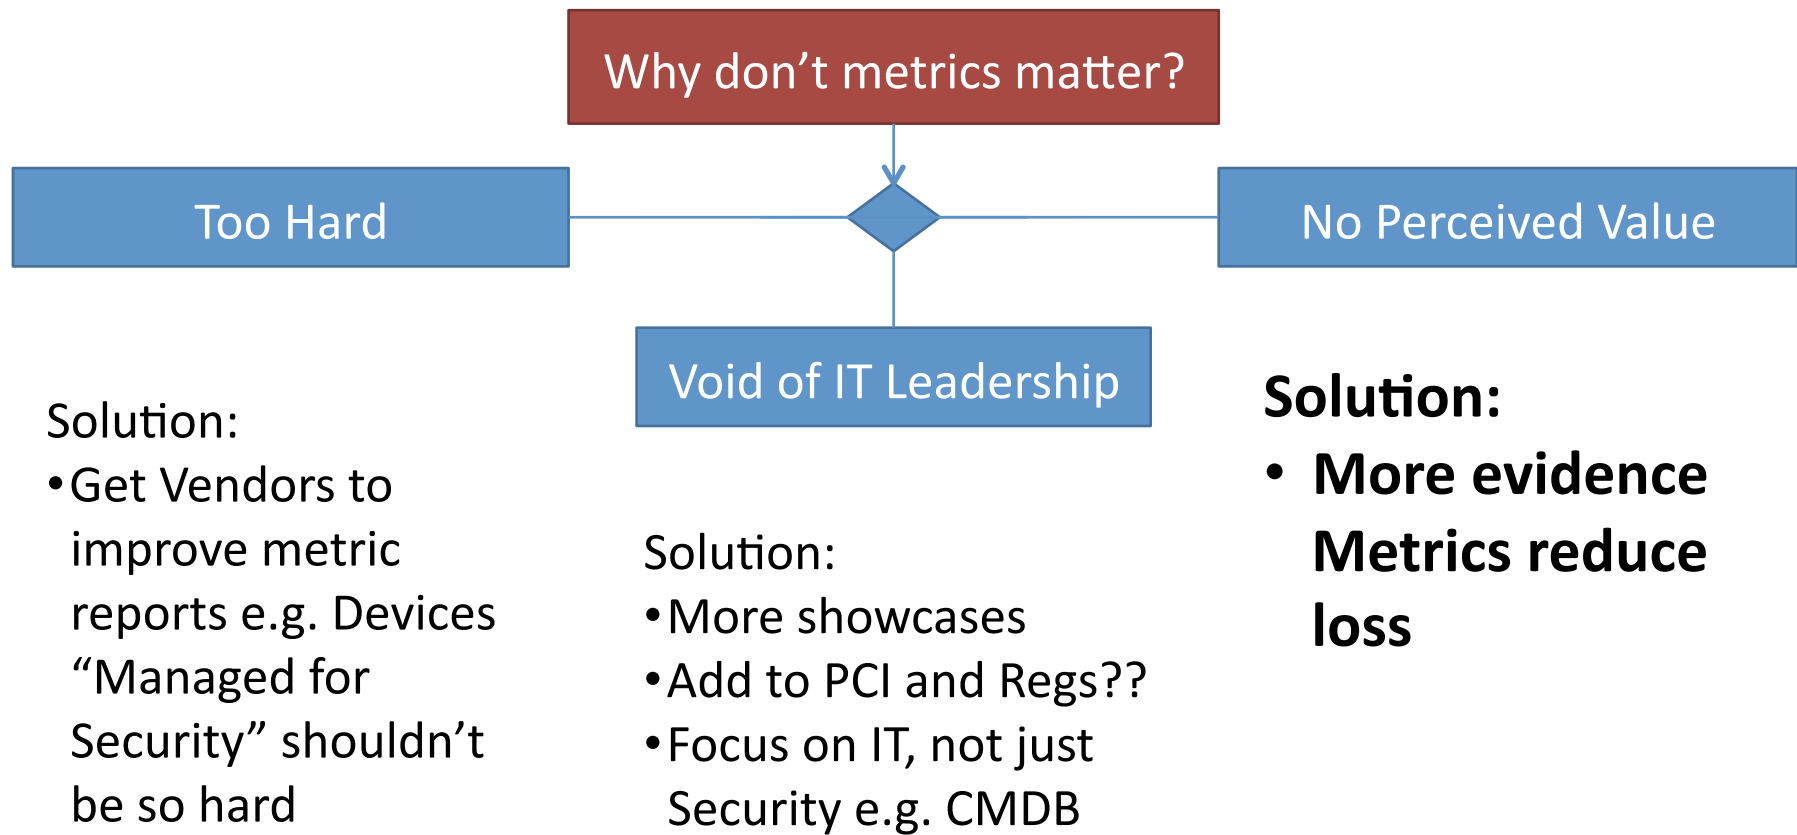 Why don’t metrics matter?
Too Hard
No Perceived Value
Void of IT Leadership
Solution:
•Get Vendors to
improve metric
reports e.g. Devices
“Managed for
Security” shouldn’t
be so hard
Solution:
•More showcases
•Add to PCI and Regs??
•Focus on IT, not just
Security e.g. CMDB
Solution:
• More evidence
Metrics reduce
loss